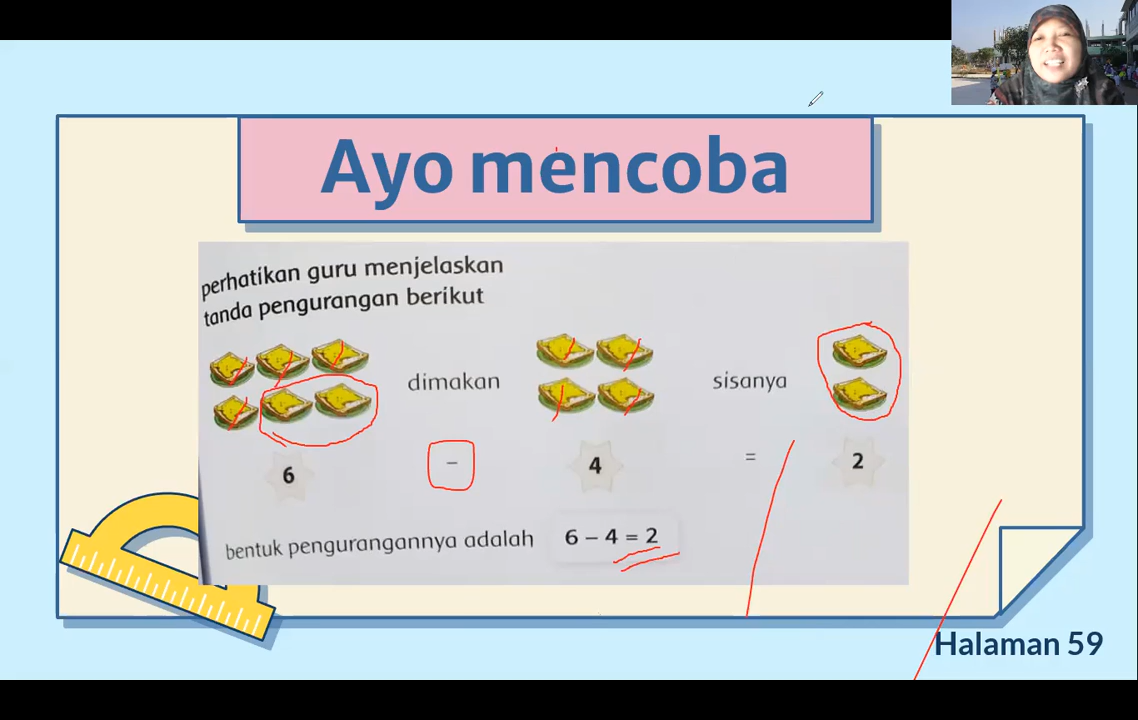 Ayo mencoba
perhatikan guru menjelaskan
tanda pengurangan berikut
dimakan
sisanya
6 – 4 = 2
bentuk pengurangannya adalah 6 – 4 = 2
Halaman 59